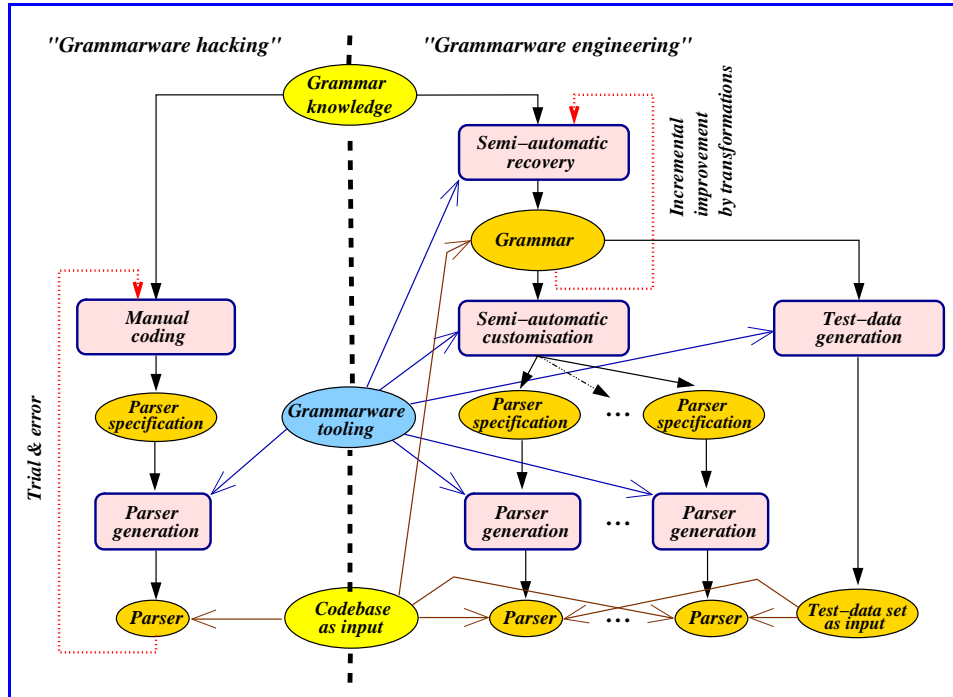 "Grammarware hacking"
"Grammarware engineering"
Grammar
knowledge
Semi−automatic
recovery
Incremental
improvement
by transformations
Grammar
Manual
coding
Semi−automatic
customisation
Test−data
generation
Trial & error
Parser
specification
Grammarware
tooling
Parser
specification
...
Parser
specification
Parser
generation
Parser
generation
...
Parser
generation
Parser
Codebase
as input
Parser
...
Parser
Test−data set
as input